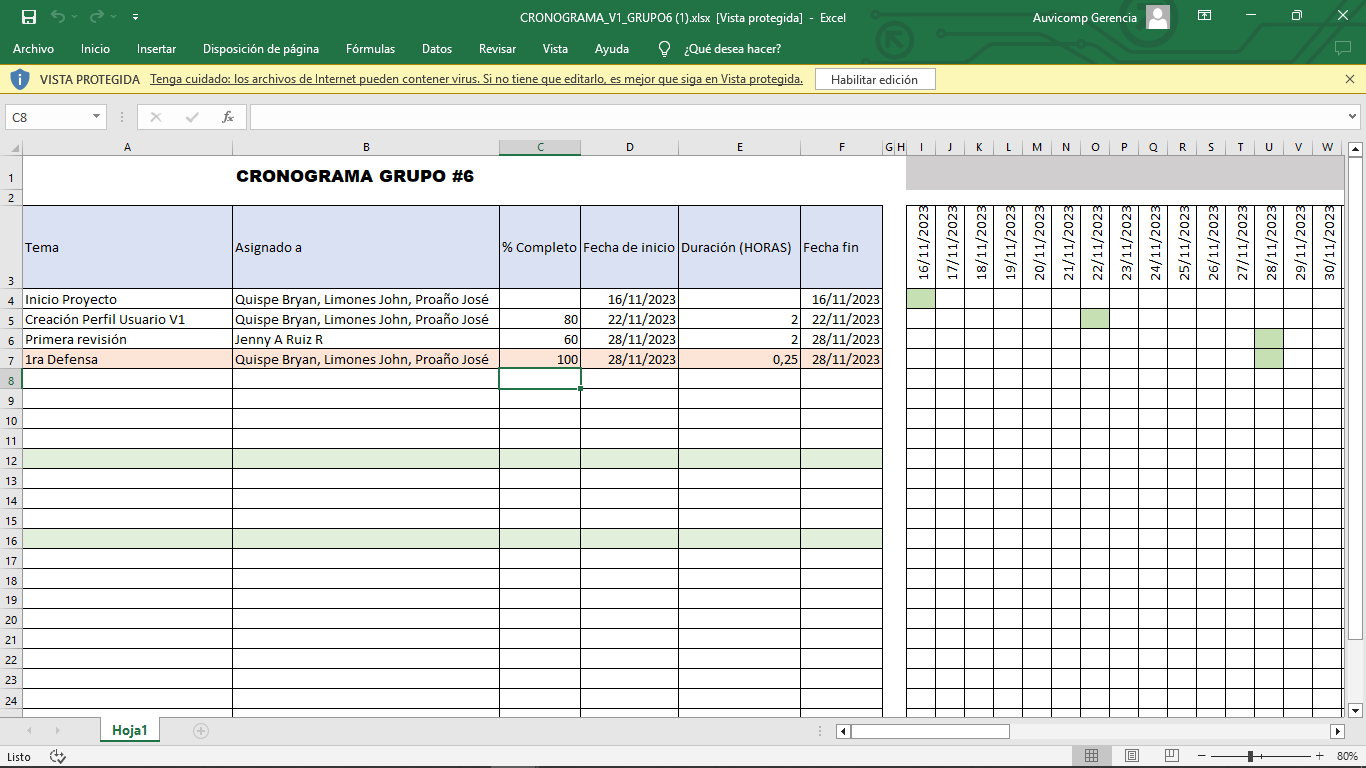 CRONOGRAMA_V1_GRUPO6 (1).xlsx [Vista protegida] - Excel
Auvicomp Gerencia
Archivo Inicio Insertar Disposición de página Fórmulas Datos Revisar Vista Ayuda ¿Qué desea hacer?
VISTA PROTEGIDA Tenga cuidado: los archivos de Internet pueden contener virus. Si no tiene que editarlo, es mejor que siga en Vista protegida. Habilitar edición
C8 fx
A B C D E F G H I J K L M N O P Q R S T U V W
1 CRONOGRAMA GRUPO #6
2
3 Tema Asignado a % Completo Fecha de inicio Duración (HORAS) Fecha fin 16/11/2023 17/11/2023 18/11/2023 19/11/2023 20/11/2023 21/11/2023 22/11/2023 23/11/2023 24/11/2023 25/11/2023 26/11/2023 27/11/2023 28/11/2023 29/11/2023 30/11/2023
4 Inicio Proyecto Quispe Bryan, Limones John, Proaño José 16/11/2023 16/11/2023
5 Creación Perfil Usuario V1 Quispe Bryan, Limones John, Proaño José 80 22/11/2023 2 22/11/2023
6 Primera revisión Jenny A Ruiz R 60 28/11/2023 2 28/11/2023
7 1ra Defensa Quispe Bryan, Limones John, Proaño José 100 28/11/2023 0,25 28/11/2023
8
9
10
11
12
13
14
15
16
17
18
19
20
21
22
23
24
Hoja1
Listo
80%